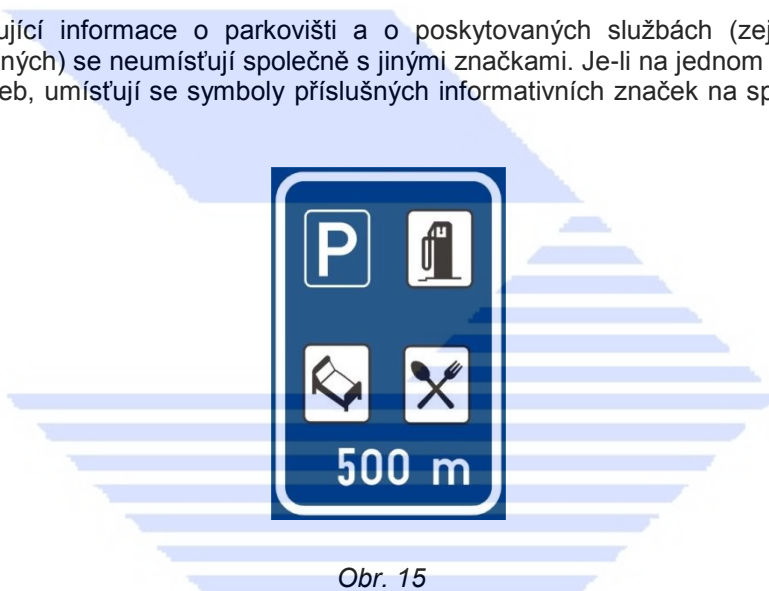 ující informace o parkovišti a o poskytovaných službách (zej
ných) se neumísťují společně s jinými značkami. Je-li na jednom
eb, umísťují se symboly příslušných informativních značek na sp
P
500 m
Obr. 15